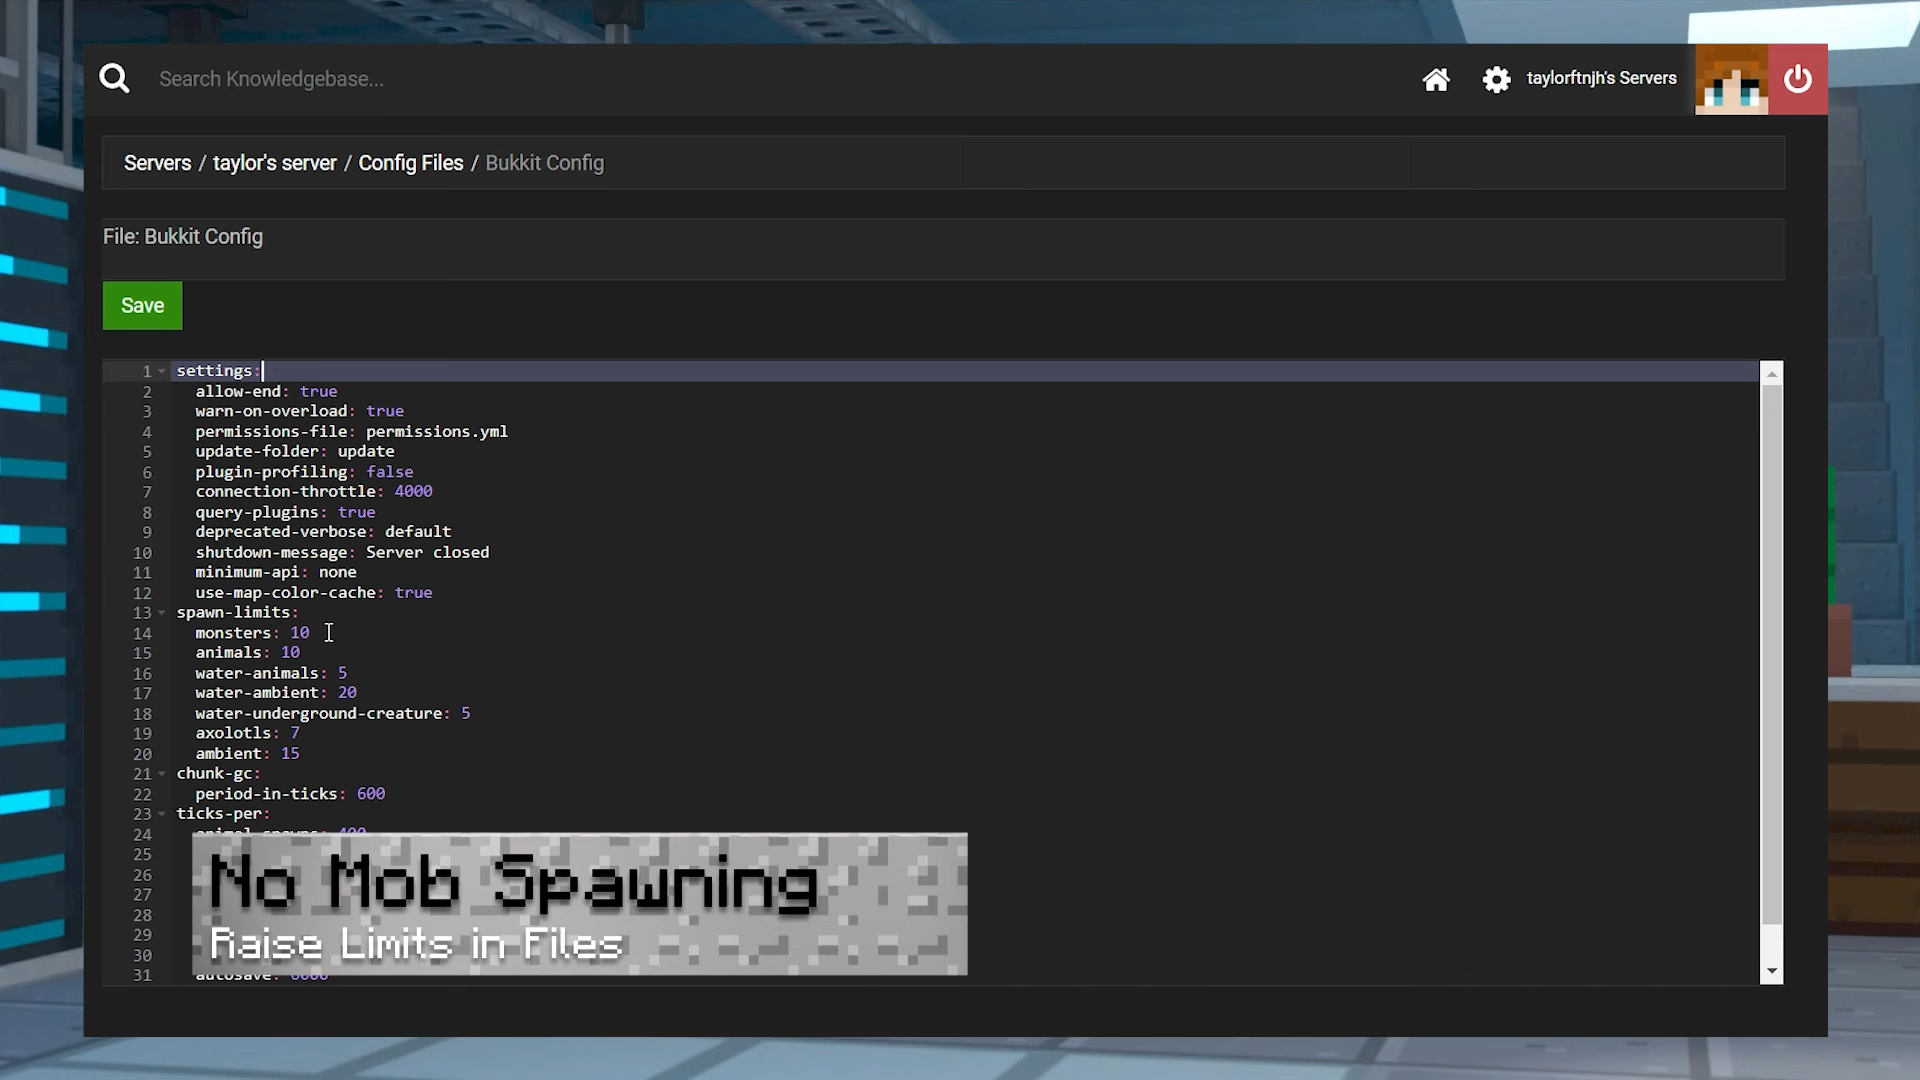 Search Knowledgebase...
taylorftnjh's Servers
Servers / taylor's server / Config Files / Bukkit Config
File: Bukkit Config
Save
1 settings:
2 allow-end: true
3 warn-on-overload: true
4 permissions-file: permissions.yml
5 update-folder: update
6 plugin-profiling: false
7 connection-throttle: 4000
8 query-plugins: true
9 deprecated-verbose: default
10 shutdown-message: Server closed
11 minimum-api: none
12 use-map-color-cache: true
13 spawn-limits:
14 monsters: 10
15 animals: 10
16 water-animals: 5
17 water-ambient: 20
18 water-underground-creature: 5
19 axolotls: 7
20 ambient: 15
21 chunk-gc:
22 period-in-ticks: 600
23 ticks-per:
24 animal-spawns: 400
25
26
27
28
29
30
31 autosave: 6000
No Mob Spawning
Raise Limits in Files